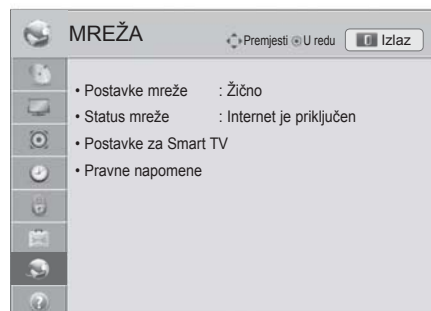 MREŽA
Premjesti U redu Izlaz
• Postavke mreže : Žično
• Status mreže : Internet je priključen
• Postavke za Smart TV
• Pravne napomene